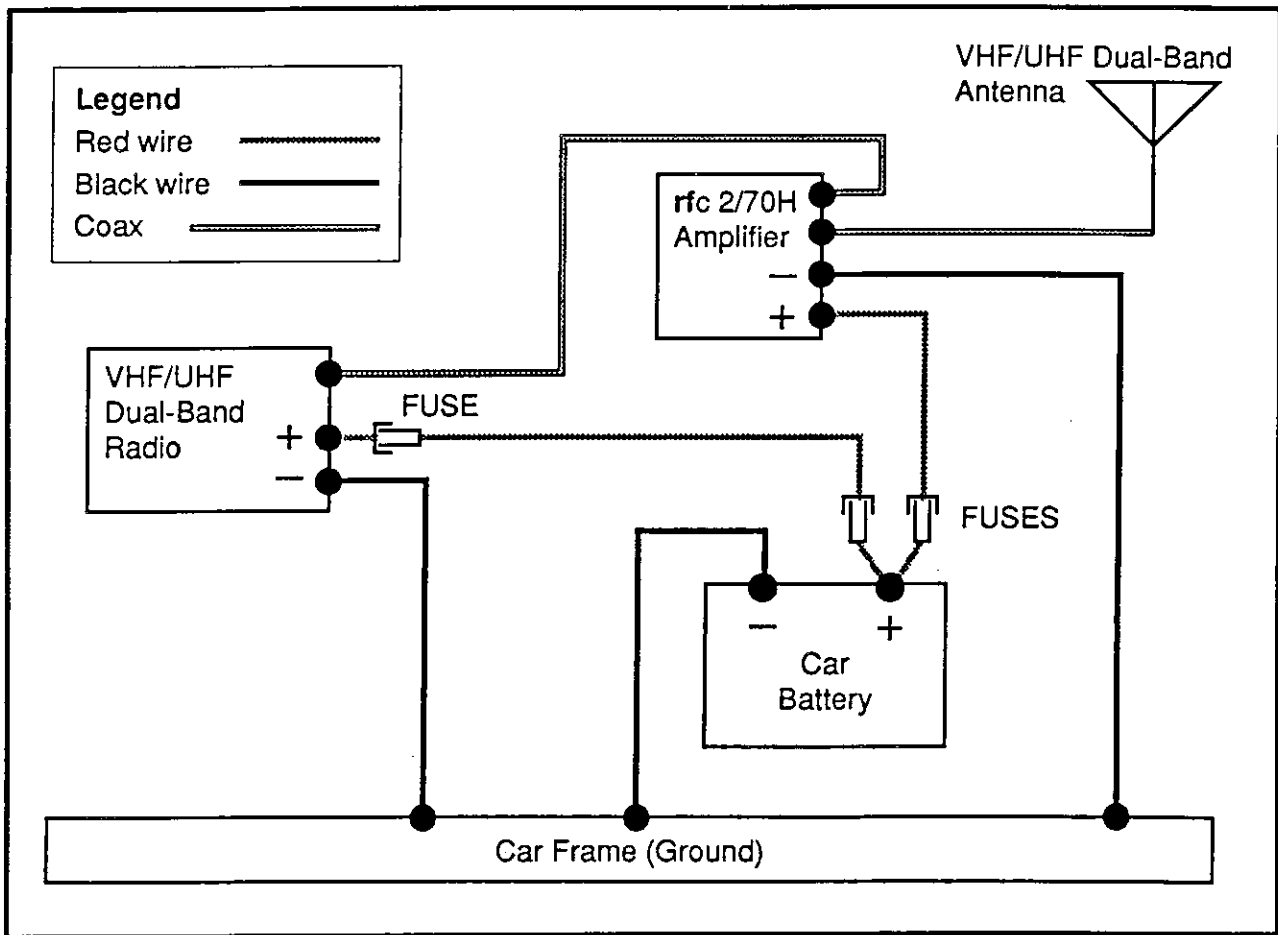 VHF/UHF Dual-Band
Antenna
Legend
Red wire
Black wire
Coax
rfc 2/70H
Amplifier
−
+
VHF/UHF
Dual-Band
Radio
+
−
FUSE
FUSES
−
+
Car
Battery
Car Frame (Ground)